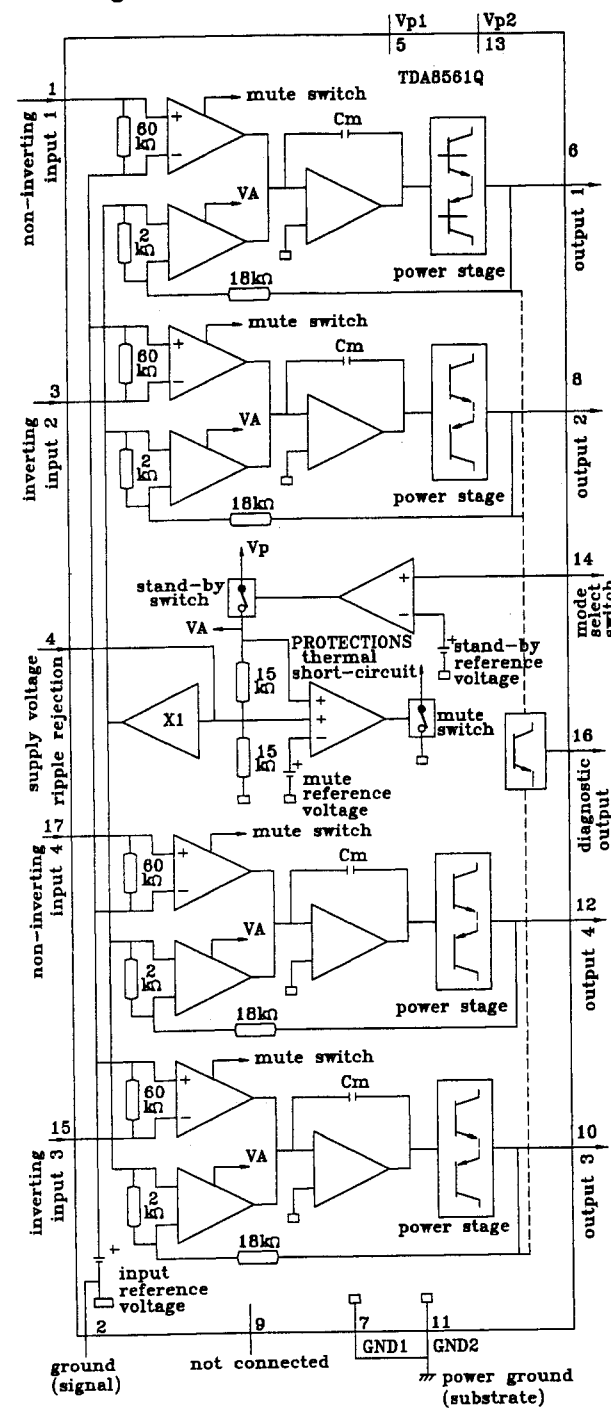 Vp1
Vp2
5
13
TDA8561Q
1
mute switch
Cm
60
kΩ
+
−
non-inverting
input 1
6
VA
2
kΩ
output 1
18kΩ
power stage
mute switch
Cm
60
kΩ
+
−
3
8
VA
inverting
input 2
2
kΩ
output 2
18kΩ
power stage
Vp
14
stand-by
switch
+
−
mode
select
switch
VA
+
stand-by
reference
voltage
4
PROTECTIONS
thermal
short-circuit
15
kΩ
supply voltage
ripple rejection
X1
+
+
−
mute
switch
16
15
kΩ
+
mute
reference
voltage
diagnostic
output
17
mute switch
Cm
60
kΩ
+
−
non-inverting
input 4
12
VA
2
kΩ
output 4
18kΩ
power stage
mute switch
Cm
60
kΩ
+
−
15
10
VA
inverting
input 3
2
kΩ
output 3
18kΩ
power stage
+
input
reference
voltage
2
9
7
11
GND1
GND2
ground
(signal)
not connected
power ground
(substrate)